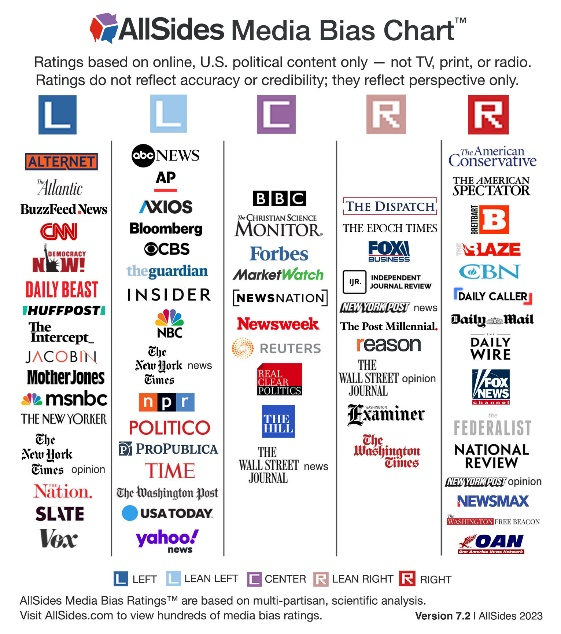 AllSides Media Bias Chart™
Ratings based on online, U.S. political content only — not TV, print, or radio.
Ratings do not reflect accuracy or credibility; they reflect perspective only.
L
L
C
R
R
ALTERNET
The Atlantic
BuzzFeed News
CNN
DEMOCRACY
NOW!
DAILY BEAST
HUFFPOST
The
Intercept_
JACOBIN
MotherJones
msnbc
THE NEW YORKER
The
New York
Times opinion
The Nation.
SLATE
Vox
abc NEWS
AP
AXIOS
Bloomberg
CBS
theguardian
INSIDER
NBC
The
New York news
Times
npr
POLITICO
PROPUBLICA
TIME
The Washington Post
USA TODAY
yahoo!
news
BBC
The
CHRISTIAN SCIENCE
MONITOR
Forbes
MarketWatch
NEWSNATION
Newsweek
REUTERS
REAL
CLEAR
POLITICS
THE
HILL
THE
WALL STREET news
JOURNAL
THE DISPATCH
THE EPOCH TIMES
FOX
BUSINESS
IJR. INDEPENDENT
JOURNAL REVIEW
NEW YORK POST news
The Post Millennial.
reason
THE
WALL STREET opinion
JOURNAL
WASHINGTON
Examiner
The
Washington
Times
The American
Conservative
THE AMERICAN
SPECTATOR
BREITBART B
THE BLAZE
CBN
DAILY CALLER
Daily Mail
DAILY
WIRE
FOX
NEWS
channel
the
FEDERALIST
NATIONAL
REVIEW
NEW YORK POST opinion
NEWSMAX
The
WASHINGTON FREE BEACON
OAN
One America News Network
L LEFT L LEAN LEFT C CENTER R LEAN RIGHT R RIGHT
AllSides Media Bias Ratings™ are based on multi-partisan, scientific analysis.
Visit AllSides.com to view hundreds of media bias ratings. Version 7.2 | AllSides 2023